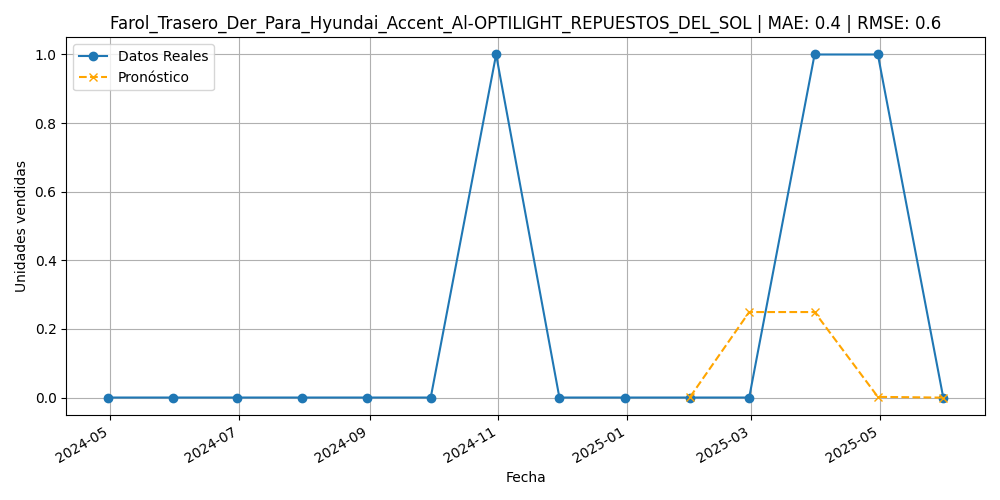 Farol_Trasero_Der_Para_Hyundai_Accent_Al-OPTILIGHT_REPUESTOS_DEL_SOL | MAE: 0.4 | RMSE: 0.6
Datos Reales
Pronóstico
Unidades vendidas
1.0
0.8
0.6
0.4
0.2
0.0
2024-05
2024-07
2024-09
2024-11
2025-01
2025-03
2025-05
Fecha